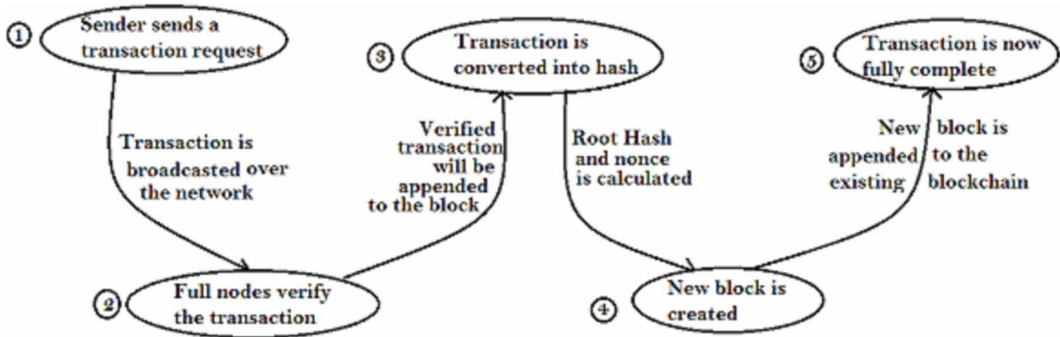 ① Sender sends a
transaction request
Transaction is
broadcasted over
the network
② Full nodes verify
the transaction
Verified
transaction
will be
appended
to the block
③ Transaction is
converted into hash
Root Hash
and nonce
is calculated
④ New block is
created
New block is
appended to the
existing blockchain
⑤ Transaction is now
fully complete